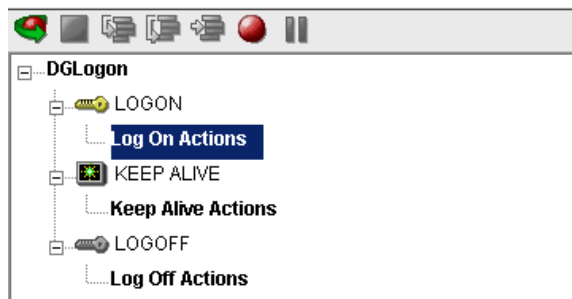 DGLogon
LOGON
Log On Actions
KEEP ALIVE
Keep Alive Actions
LOGOFF
Log Off Actions